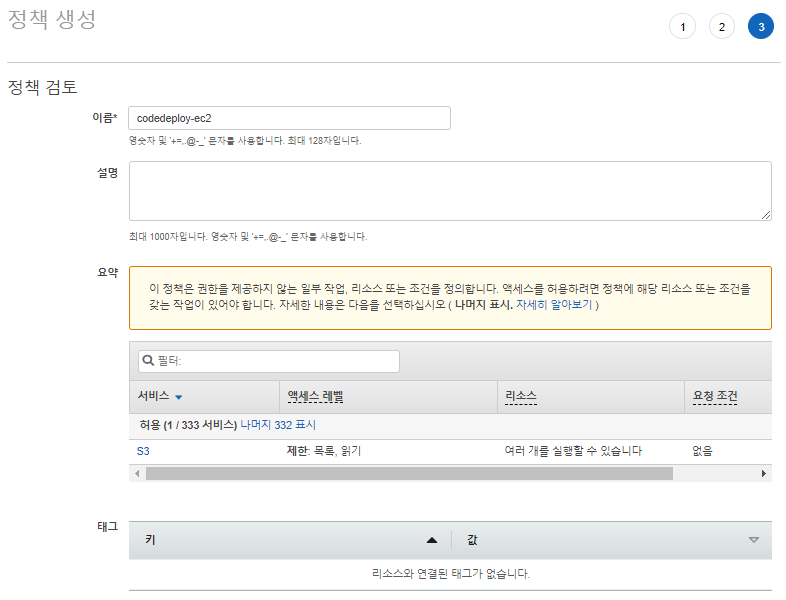 정책 생성
1 2 3
정책 검토
이름* codedeploy-ec2
영숫자 및 '+=,.@-_' 문자를 사용합니다. 최대 128자입니다.
설명
최대 1000자입니다. 영숫자 및 '+=,.@-_' 문자를 사용합니다.
요약
이 정책은 권한을 제공하지 않는 일부 작업, 리소스 또는 조건을 정의합니다. 액세스를 허용하려면 정책에 해당 리소스 또는 조건을
갖는 작업이 있어야 합니다. 자세한 내용은 다음을 선택하십시오 ( 나머지 표시. 자세히 알아보기 )
필터:
서비스 액세스 레벨 리소스 요청 조건
허용 (1 / 333 서비스) 나머지 332 표시
S3 제한: 목록, 읽기 여러 개를 실행할 수 있습니다 없음
태그
키 값
리소스와 연결된 태그가 없습니다.